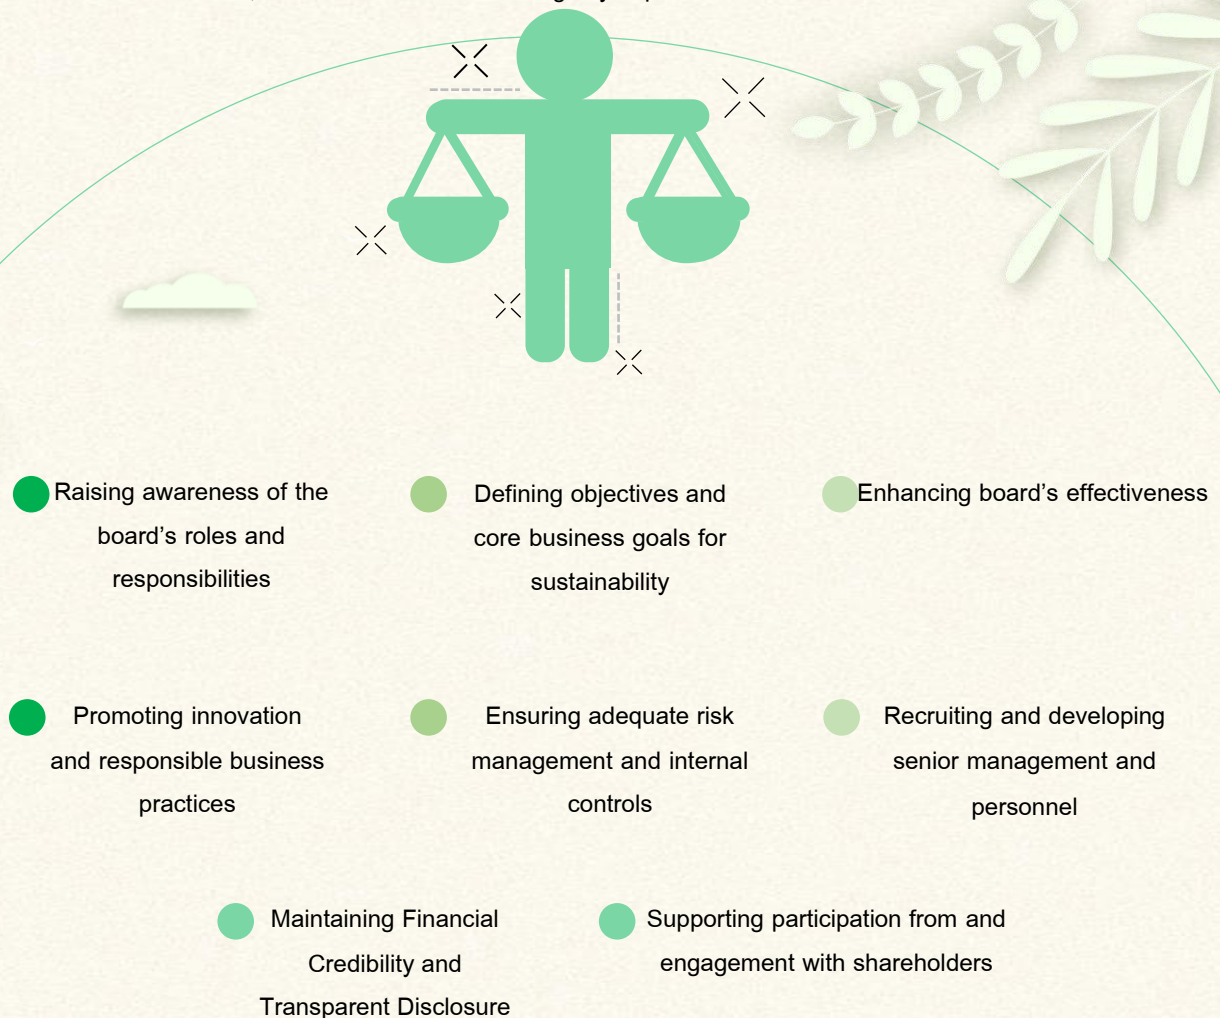 Raising awareness of the
board’s roles and
responsibilities
Defining objectives and
core business goals for
sustainability
Enhancing board’s effectiveness
Promoting innovation
and responsible business
practices
Ensuring adequate risk
management and internal
controls
Recruiting and developing
senior management and
personnel
Maintaining Financial
Credibility and
Transparent Disclosure
Supporting participation from and
engagement with shareholders